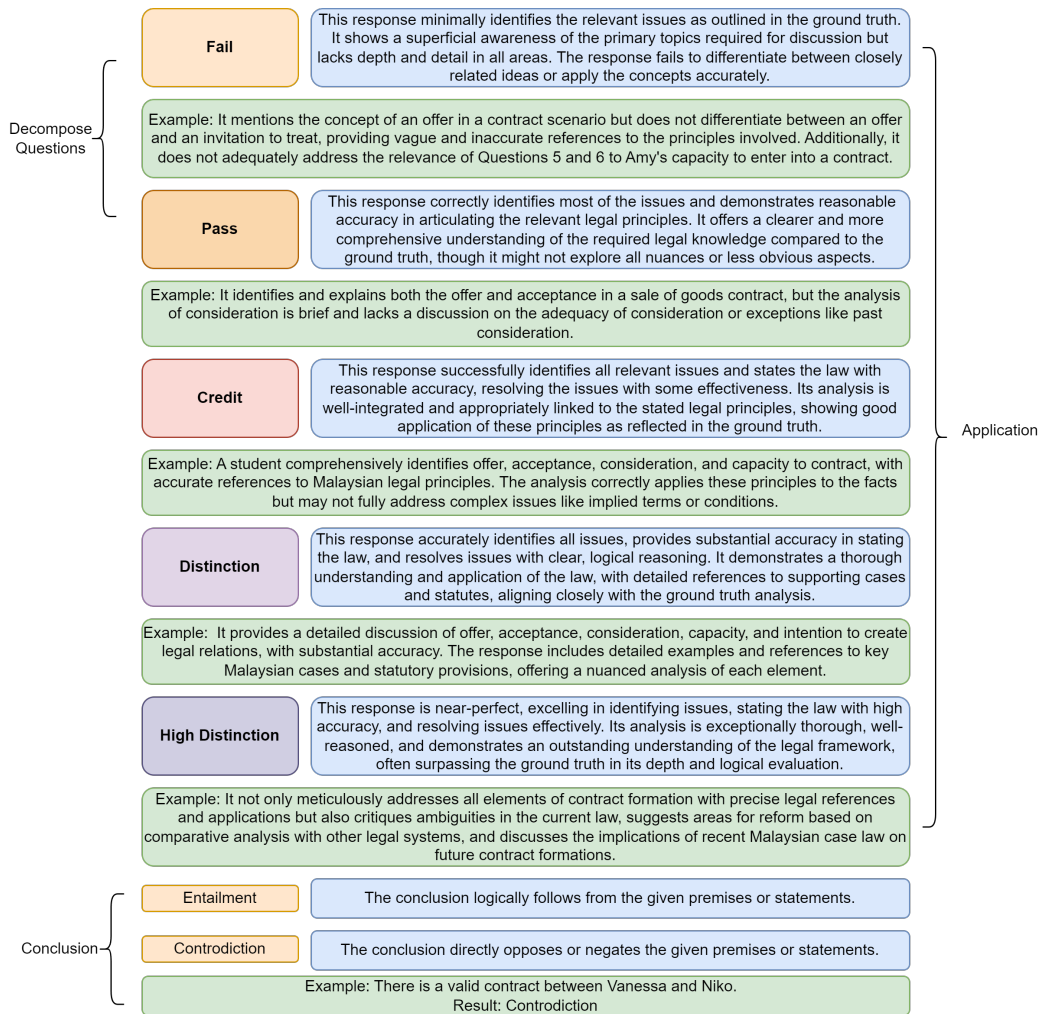 Fail
This response minimally identifies the relevant issues as outlined in the ground truth.
It shows a superficial awareness of the primary topics required for discussion but
lacks depth and detail in all areas. The response fails to differentiate between closely
related ideas or apply the concepts accurately.
Decompose
Questions
Example: It mentions the concept of an offer in a contract scenario but does not differentiate between an offer
and an invitation to treat, providing vague and inaccurate references to the principles involved. Additionally, it
does not adequately address the relevance of Questions 5 and 6 to Amy's capacity to enter into a contract.
Pass
This response correctly identifies most of the issues and demonstrates reasonable
accuracy in articulating the relevant legal principles. It offers a clearer and more
comprehensive understanding of the required legal knowledge compared to the
ground truth, though it might not explore all nuances or less obvious aspects.
Example: It identifies and explains both the offer and acceptance in a sale of goods contract, but the analysis
of consideration is brief and lacks a discussion on the adequacy of consideration or exceptions like past
consideration.
Credit
This response successfully identifies all relevant issues and states the law with
reasonable accuracy, resolving the issues with some effectiveness. Its analysis is
well-integrated and appropriately linked to the stated legal principles, showing good
application of these principles as reflected in the ground truth.
Application
Example: A student comprehensively identifies offer, acceptance, consideration, and capacity to contract, with
accurate references to Malaysian legal principles. The analysis correctly applies these principles to the facts
but may not fully address complex issues like implied terms or conditions.
Distinction
This response accurately identifies all issues, provides substantial accuracy in stating
the law, and resolves issues with clear, logical reasoning. It demonstrates a thorough
understanding and application of the law, with detailed references to supporting cases
and statutes, aligning closely with the ground truth analysis.
Example: It provides a detailed discussion of offer, acceptance, consideration, capacity, and intention to create
legal relations, with substantial accuracy. The response includes detailed examples and references to key
Malaysian cases and statutory provisions, offering a nuanced analysis of each element.
High Distinction
This response is near-perfect, excelling in identifying issues, stating the law with high
accuracy, and resolving issues effectively. Its analysis is exceptionally thorough, well-
reasoned, and demonstrates an outstanding understanding of the legal framework,
often surpassing the ground truth in its depth and logical evaluation.
Example: It not only meticulously addresses all elements of contract formation with precise legal references
and applications but also critiques ambiguities in the current law, suggests areas for reform based on
comparative analysis with other legal systems, and discusses the implications of recent Malaysian case law on
future contract formations.
Entailment
The conclusion logically follows from the given premises or statements.
Conclusion
Controdiction
The conclusion directly opposes or negates the given premises or statements.
Example: There is a valid contract between Vanessa and Niko.
Result: Controdiction